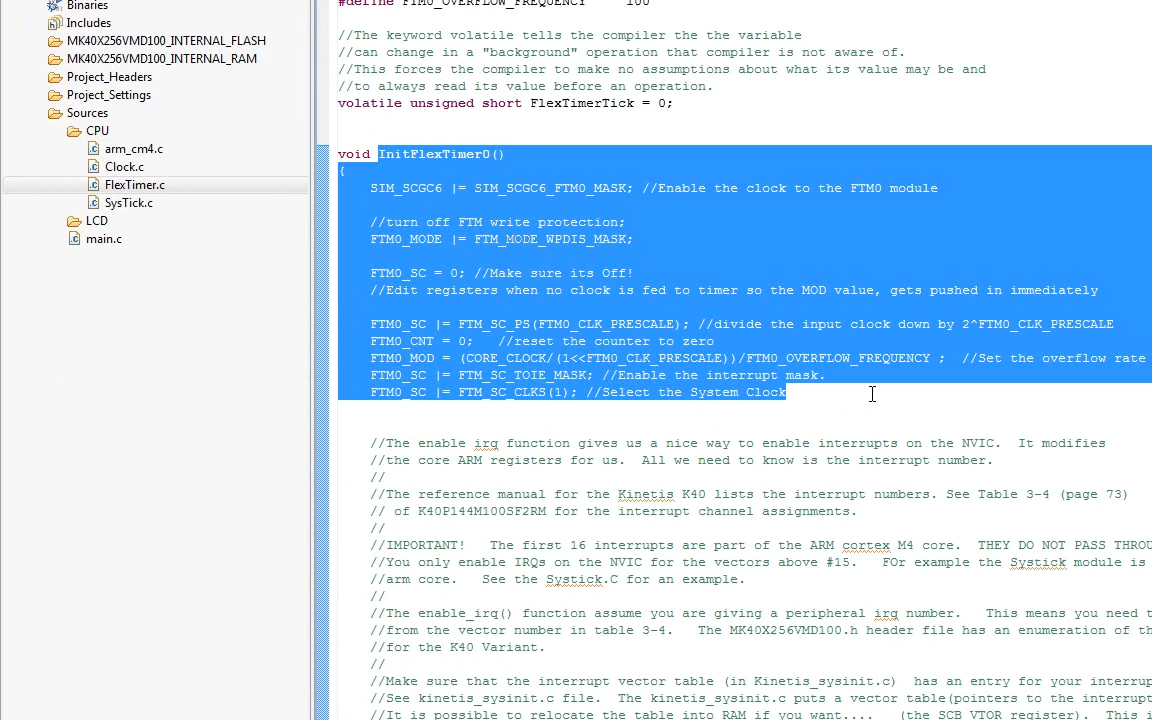 Binaries
Includes
MK40X256VMD100_INTERNAL_FLASH
MK40X256VMD100_INTERNAL_RAM
Project_Headers
Project_Settings
Sources
CPU
arm_cm4.c
Clock.c
FlexTimer.c
SysTick.c
LCD
main.c
#define FTM0_OVERFLOW_FREQUENCY 100
//The keyword volatile tells the compiler the the variable
//can change in a "background" operation that compiler is not aware of.
//This forces the compiler to make no assumptions about what its value may be and
//to always read its value before an operation.
volatile unsigned short FlexTimerTick = 0;
void InitFlexTimer0()
{
SIM_SCGC6 |= SIM_SCGC6_FTM0_MASK; //Enable the clock to the FTM0 module
//turn off FTM write protection;
FTM0_MODE |= FTM_MODE_WPDIS_MASK;
FTM0_SC = 0; //Make sure its Off!
//Edit registers when no clock is fed to timer so the MOD value, gets pushed in immediately
FTM0_SC |= FTM_SC_PS(FTM0_CLK_PRESCALE); //divide the input clock down by 2^FTM0_CLK_PRESCALE
FTM0_CNT = 0; //reset the counter to zero
FTM0_MOD = (CORE_CLOCK/(1<<FTM0_CLK_PRESCALE))/FTM0_OVERFLOW_FREQUENCY ; //Set the overflow rate
FTM0_SC |= FTM_SC_TOIE_MASK; //Enable the interrupt mask.
FTM0_SC |= FTM_SC_CLKS(1); //Select the System Clock
//The enable irq function gives us a nice way to enable interrupts on the NVIC. It modifies
//the core ARM registers for us. All we need to know is the interrupt number.
//
//The reference manual for the Kinetis K40 lists the interrupt numbers. See Table 3-4 (page 73)
// of K40P144M100SF2RM for the interrupt channel assignments.
//
//IMPORTANT! The first 16 interrupts are part of the ARM cortex M4 core. THEY DO NOT PASS THROU
//You only enable IRQs on the NVIC for the vectors above #15. FOr example the Systick module is
//arm core. See the Systick.C for an example.
//
//The enable_irq() function assume you are giving a peripheral irq number. This means you need t
//from the vector number in table 3-4. The MK40X256VMD100.h header file has an enumeration of th
//for the K40 Variant.
//
//Make sure that the interrupt vector table (in Kinetis_sysinit.c) has an entry for your interrup
//See kinetis_sysinit.c file. The kinetis_sysinit.c puts a vector table(pointers to the interrupt
//It is possible to relocate the table into RAM if you want.... (the SCB VTOR register). This i